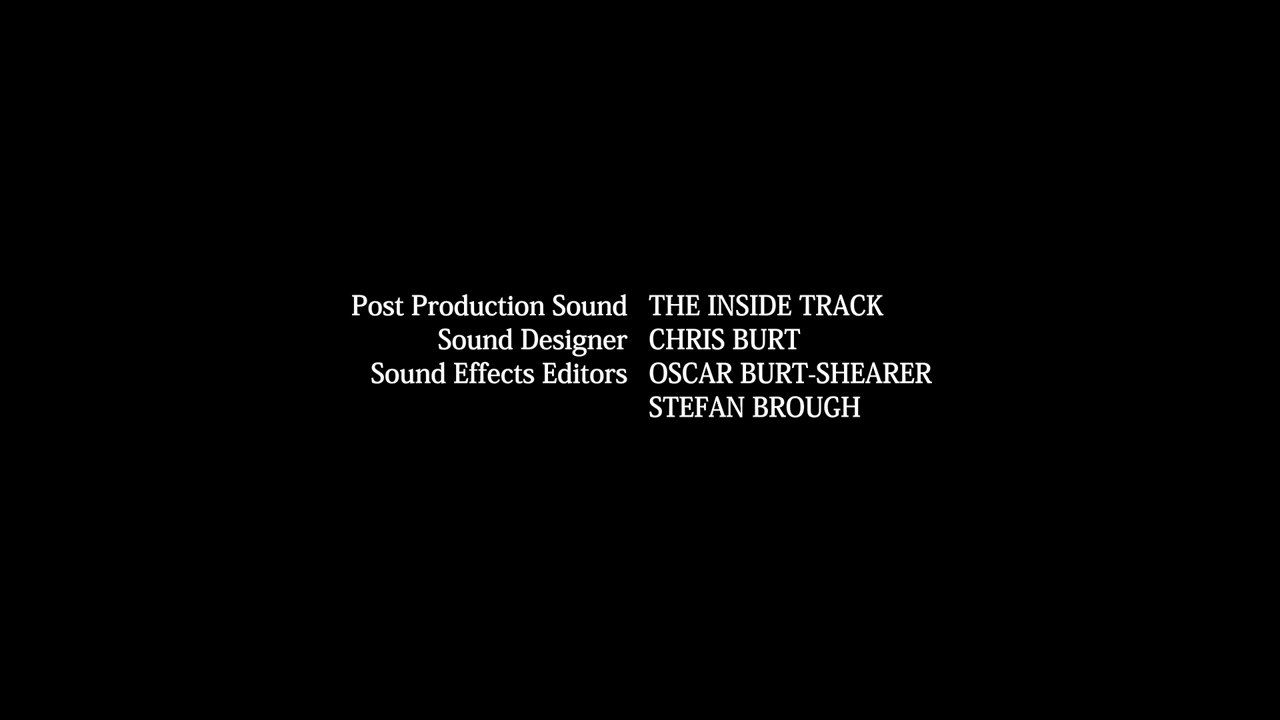 Post Production Sound THE INSIDE TRACK
Sound Designer CHRIS BURT
Sound Effects Editors OSCAR BURT-SHEARER
STEFAN BROUGH